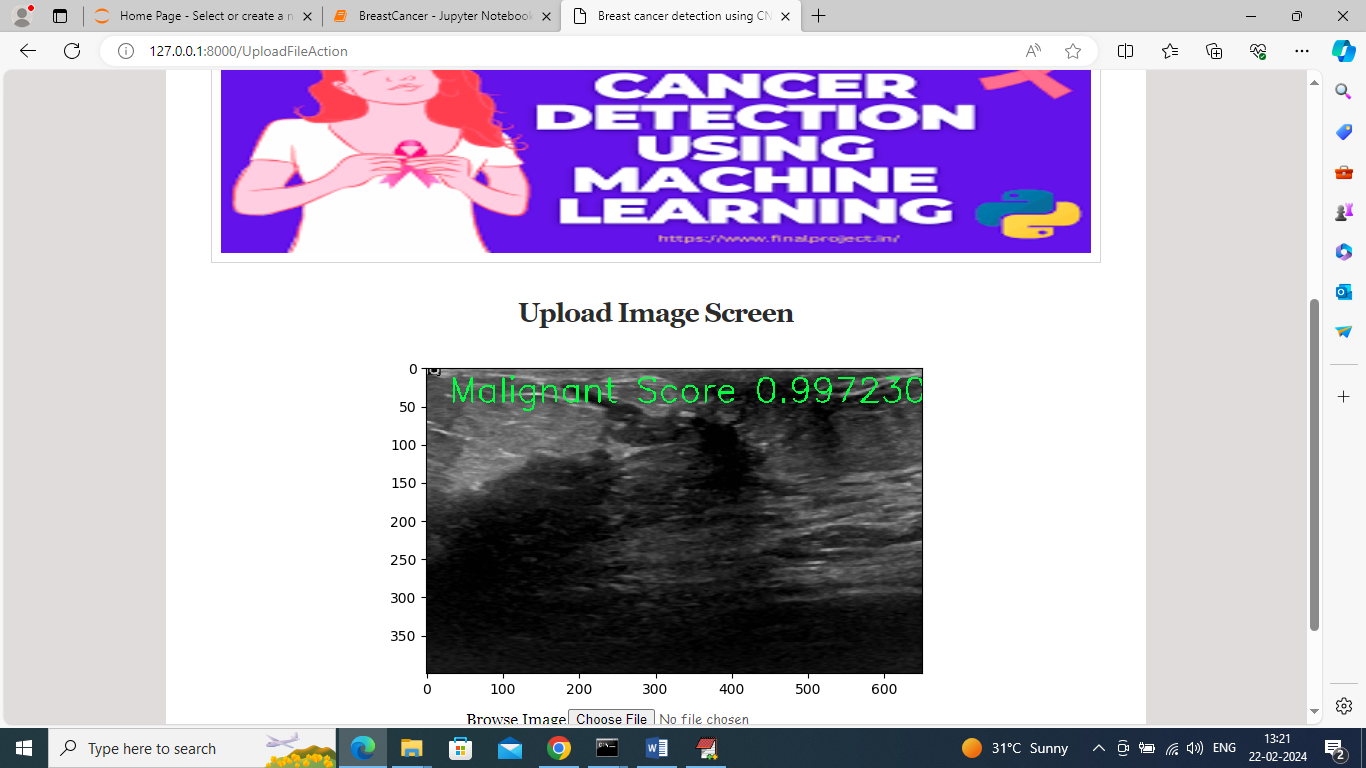 Home Page - Select or create a n
BreastCancer - Jupyter Notebook
Breast cancer detection using CN
127.0.0.1:8000/UploadFileAction
CANCER
DETECTION
USING
MACHINE
LEARNING
https://www.finalproject.in/
Upload Image Screen
Malignant Score 0.997230
0
50
100
150
200
250
300
350
0 100 200 300 400 500 600
Browse Image Choose File No file chosen
Type here to search
31°C Sunny
ENG
13:21
22-02-2024
2